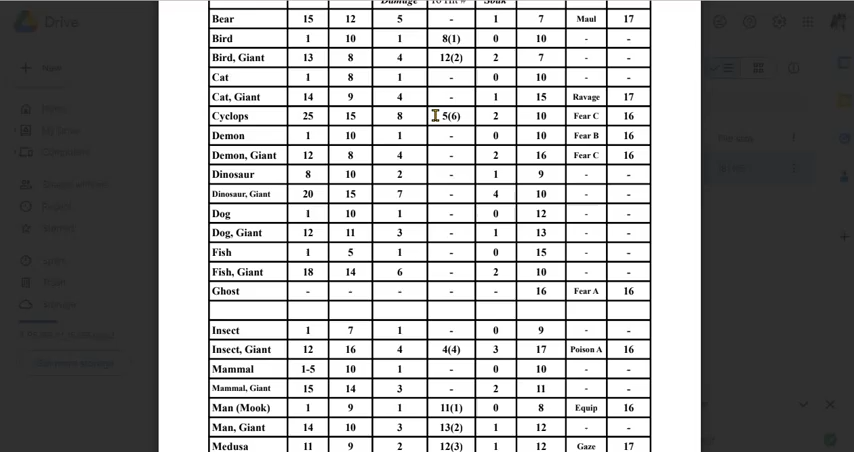 Damage To Hit # Soak
Bear 15 12 5 - 1 7 Maul 17
Bird 1 10 1 8(1) 0 10 - -
Bird, Giant 13 8 4 12(2) 2 7 - -
Cat 1 8 1 - 0 10 - -
Cat, Giant 14 9 4 - 1 15 Ravage 17
Cyclops 25 15 8 5(6) 2 10 Fear C 16
Demon 1 10 1 - 0 10 Fear B 16
Demon, Giant 12 8 4 - 2 16 Fear C 16
Dinosaur 8 10 2 - 1 9 - -
Dinosaur, Giant 20 15 7 - 4 10 - -
Dog 1 10 1 - 0 12 - -
Dog, Giant 12 11 3 - 1 13 - -
Fish 1 5 1 - 0 15 - -
Fish, Giant 18 14 6 - 2 10 - -
Ghost - - - - - 16 Fear A 16
Insect 1 7 1 - 0 9 - -
Insect, Giant 12 16 4 4(4) 3 17 Poison A 16
Mammal 1-5 10 1 - 0 10 - -
Mammal, Giant 15 14 3 - 2 11 - -
Man (Mook) 1 9 1 11(1) 0 8 Equip 16
Man, Giant 14 10 3 13(2) 1 12 - -
Medusa 11 9 2 12(3) 1 12 Gaze 17
Drive
New